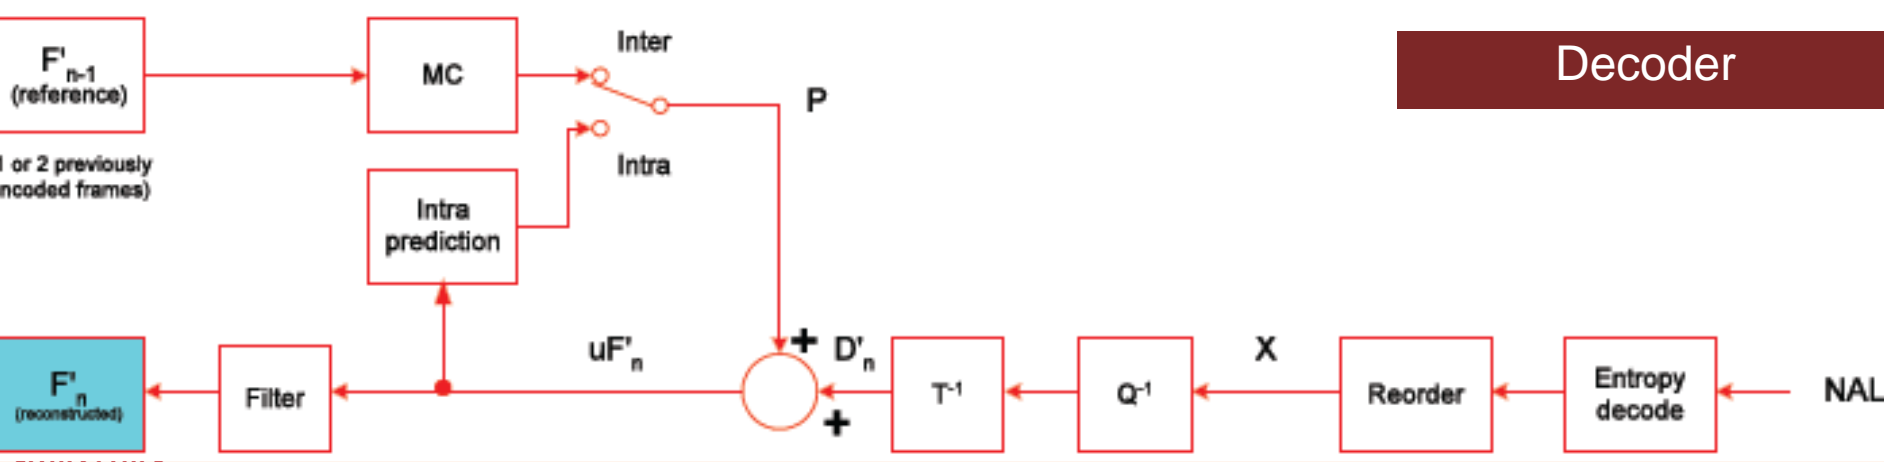 Decoder
F'n-1
(reference)
MC
Inter
P
Intra
1 or 2 previously
ncoded frames)
Intra
prediction
F'n
(reconstructed)
Filter
uF'n
+
D'n
+
T-1
Q-1
X
Reorder
Entropy
decode
NAL